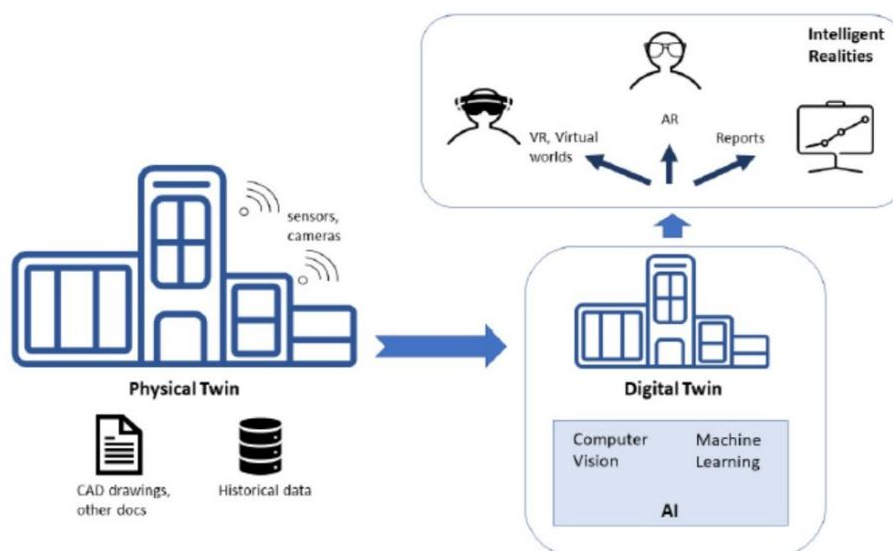 Intelligent
Realities
AR
VR, Virtual
worlds
Reports
sensors,
cameras
Physical Twin
Digital Twin
CAD drawings,
other docs
Historical data
Computer
Vision
Machine
Learning
AI